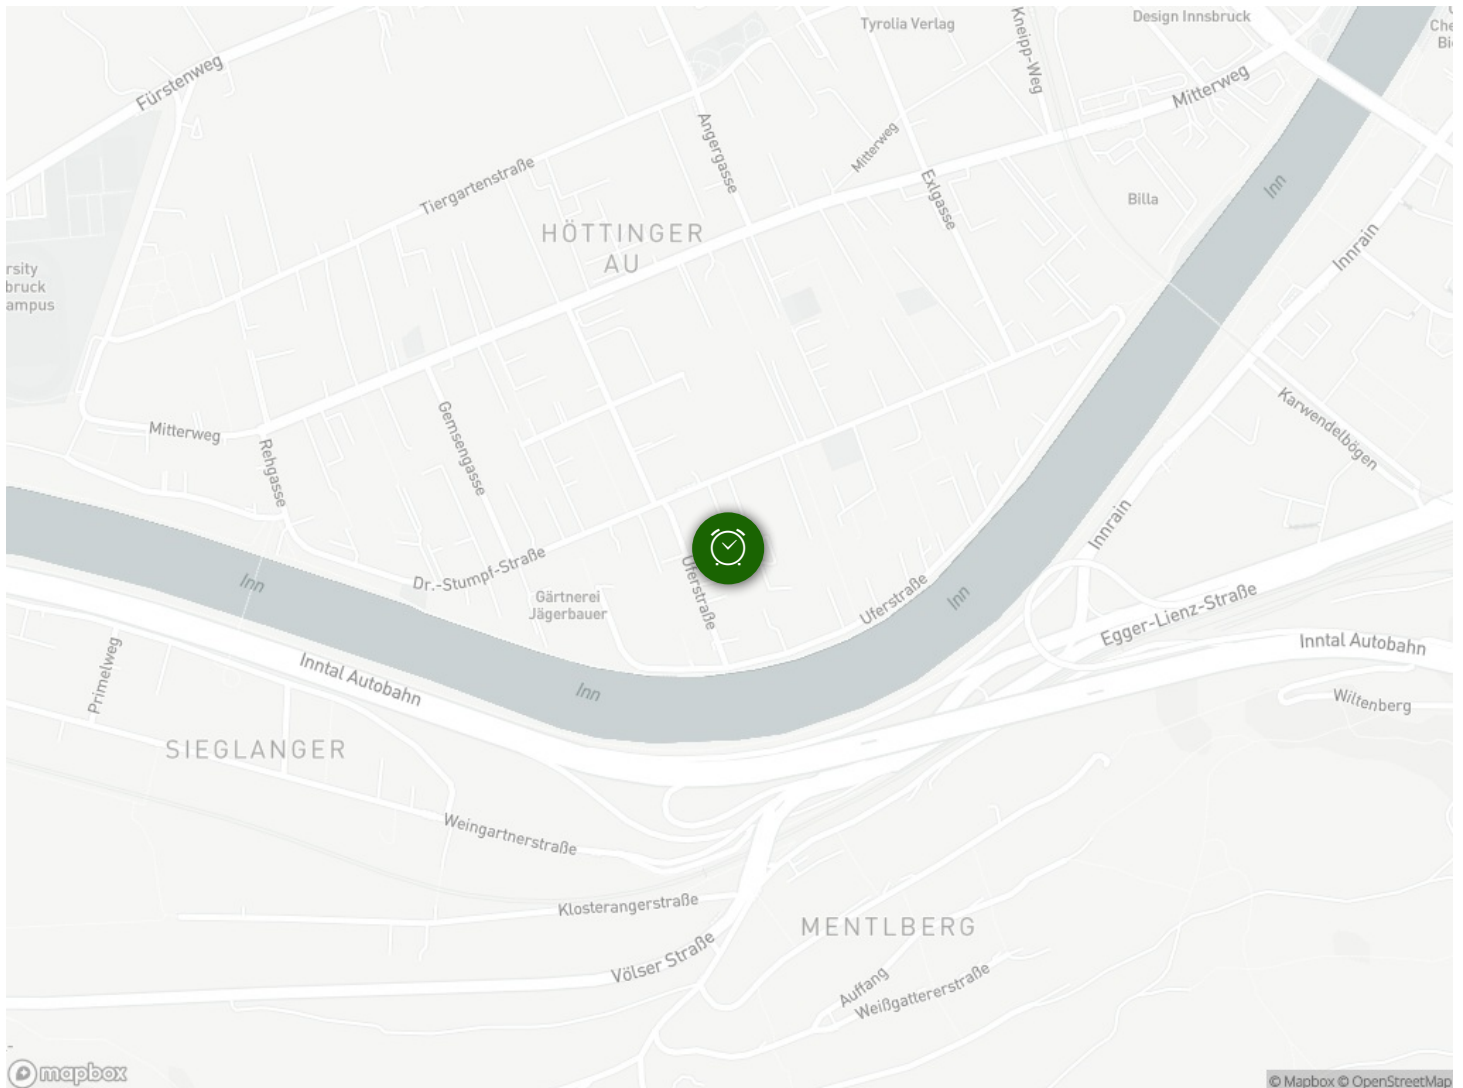 Tyrolia Verlag
Kneipp-Weg
Design Innsbruck
Che
Bi
Fürstenweg
Mitterweg
Angergasse
Mitterweg
Tiergartenstraße
Exlgasse
Inn
Billa
HÖTTINGER
AU
Innrain
rsity
bruck
ampus
Mitterweg
Rehgasse
Gemsengasse
Karwendelbögen
Innrain
Dr.-Stumpf-Straße
Uferstraße
Gärtnerei
Jägerbauer
Uferstraße
Inn
Inn
Egger-Lienz-Straße
Inntal Autobahn
Primelweg
Inntal Autobahn
Inn
Wiltenberg
SIEGLANGER
Weingartnerstraße
Klosterangerstraße
MENTLBERG
Völser Straße
Auffang
Weißgattererstraße
mapbox
© Mapbox © OpenStreetMap